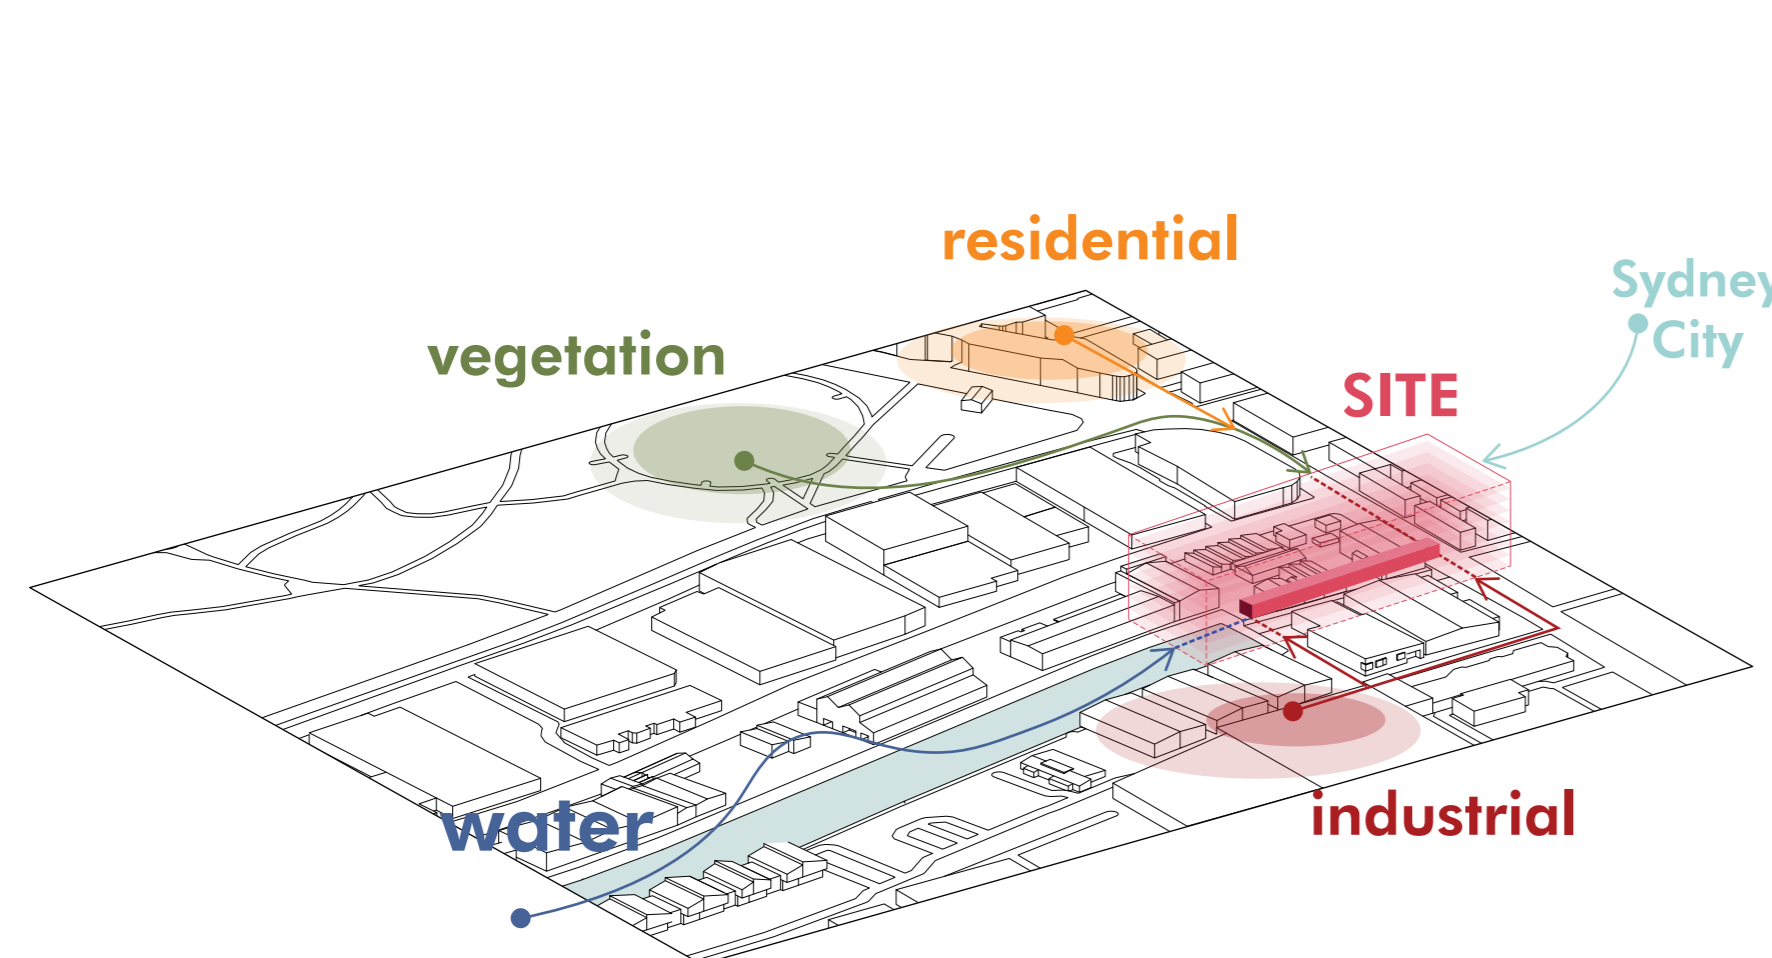 residential
Sydney
City
vegetation
SITE
water
industrial